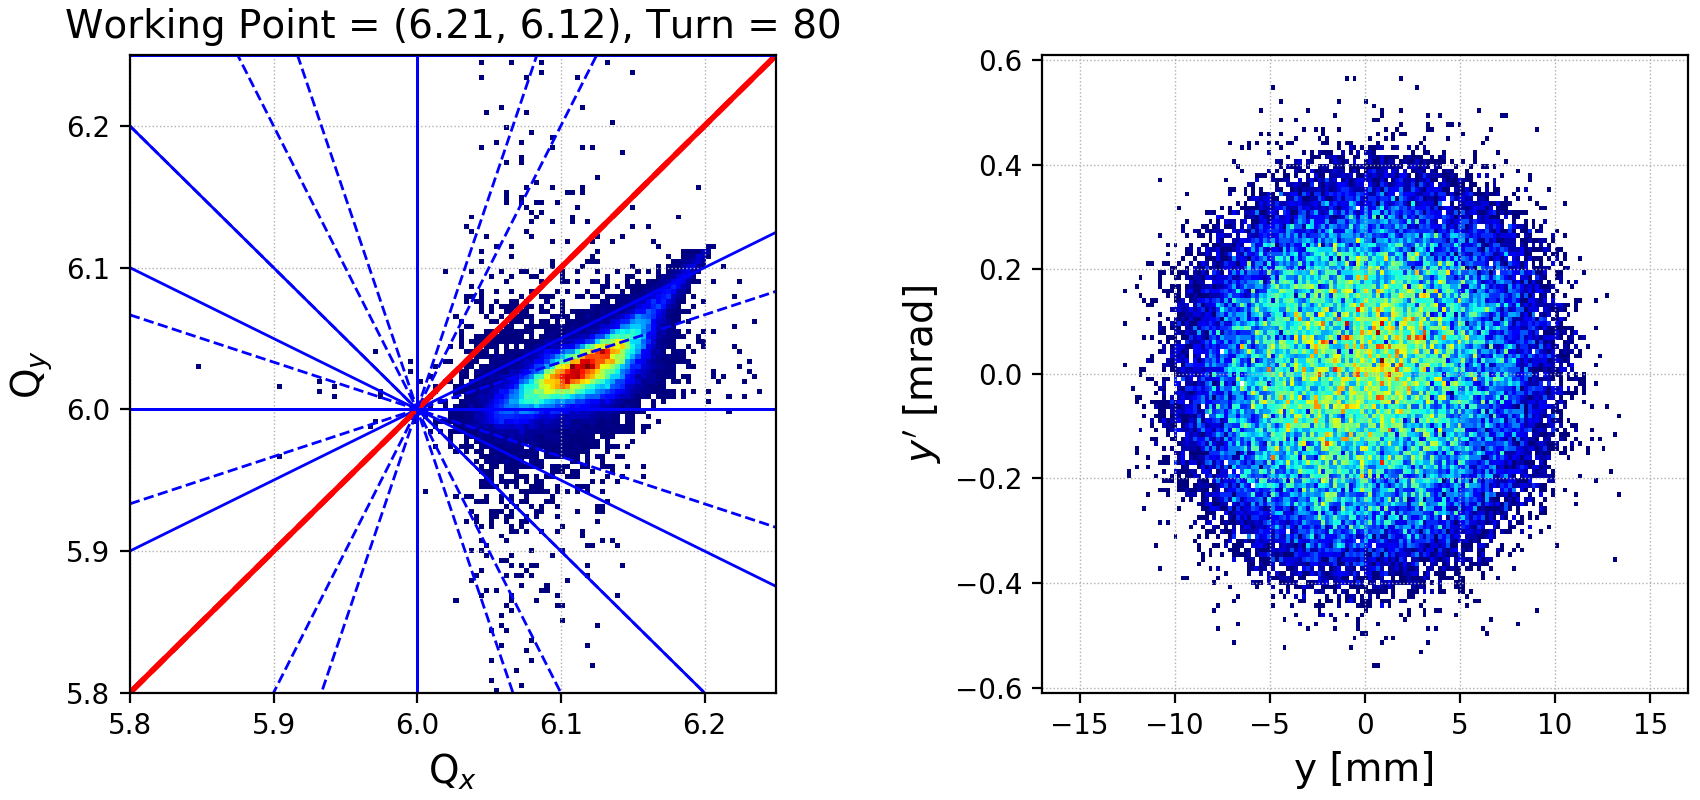 Working Point = (6.21, 6.12), Turn = 80
6.2
6.1
6.0
5.9
5.8
Q_y
5.8 5.9 6.0 6.1 6.2
Q_x
0.6
0.4
0.2
0.0
−0.2
−0.4
−0.6
y′ [mrad]
−15 −10 −5 0 5 10 15
y [mm]